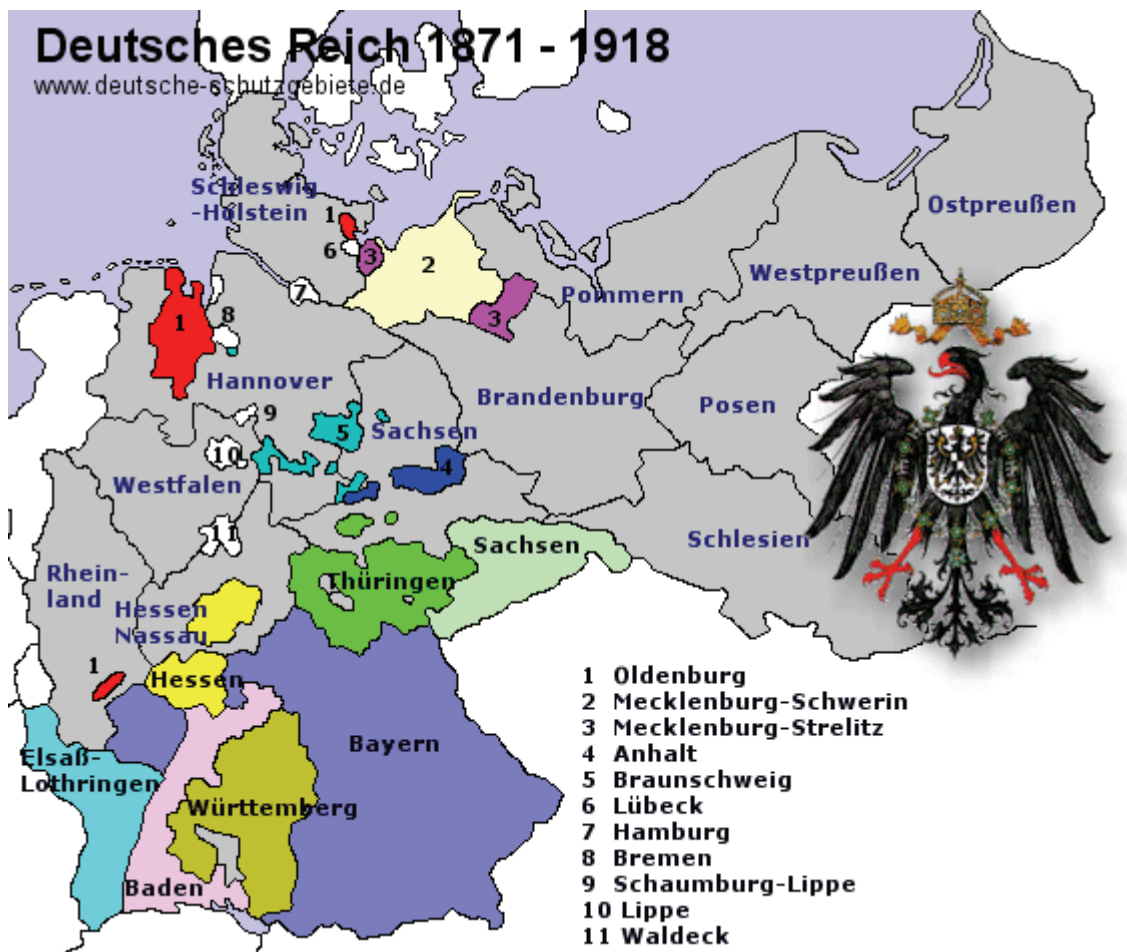 Deutsches Reich 1871 - 1918
www.deutsche-schutzgebiete.de
Schleswig
-Holstein
1
6
3
2
Ostpreußen
Westpreußen
7
3
Pommern
1
8
Hannover
Brandenburg
Posen
9
5
Sachsen
10
4
Westfalen
11
Sachsen
Schlesien
Rhein-
land
Thüringen
Hessen
Nassau
1
Hessen
Bayern
Elsaß-
Lothringen
Württemberg
Baden
1 Oldenburg
2 Mecklenburg-Schwerin
3 Mecklenburg-Strelitz
4 Anhalt
5 Braunschweig
6 Lübeck
7 Hamburg
8 Bremen
9 Schaumburg-Lippe
10 Lippe
11 Waldeck